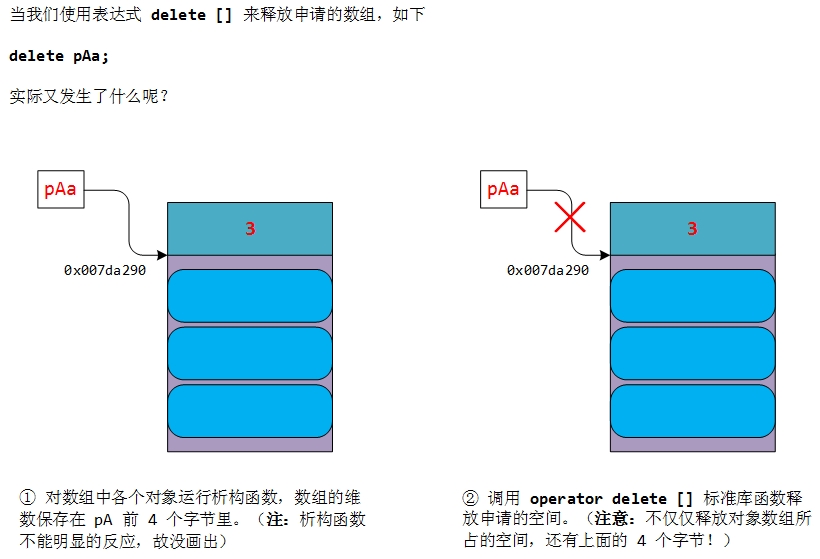 当我们使用表达式 delete [] 来释放申请的数组，如下
delete pAa;
实际又发生了什么呢？
pAa
3
0x007da290
pAa
3
0x007da290
① 对数组中各个对象运行析构函数，数组的维
数保存在 pA 前 4 个字节里。（注：析构函数
不能明显的反应，故没画出）
② 调用 operator delete [] 标准库函数释
放申请的空间。（注意：不仅仅释放对象数组所
占的空间，还有上面的 4 个字节！）